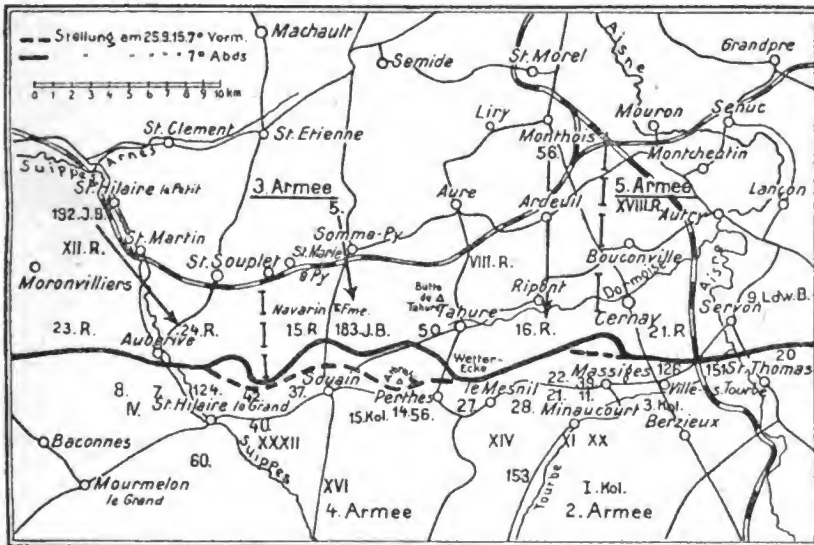 Stellung am 25.9.15. 7° Vorm.
" " " " 7° Abds
0 1 2 3 4 5 6 7 8 9 10 km
Machault
Semide
St. Morel
Aisne
Grandpre
St. Clement
St. Etienne
Liry
Monthois
56.
Mouron
Senuc
Montcheutin
Arnes
Suippes
St. Hilaire le Petit
192. J.B.
3. Armee
5.
Aure
Ardeuil
5. Armee
XVIII.R.
Lançon
Autry
XII. R.
St. Martin
Somme-Py
St. Marie
a Py
St. Souplet
Moronvilliers
VIII. R.
Bouconville
Dormoise
Aisne
Butte
de
Tahure
Ripont
Navarin Fme.
Tahure
Cernay
Servon
9. Ldw. B.
23. R.
24. R.
15. R
183. J.B.
50
16. R.
21. R
Auberive
Wetter-
Ecke
Massiges
126
151
St. Thomas
20
8.
7.
IV.
124.
42
37.
Souain
Perthes
le Mesnil
22.
39
21.
11.
Ville-
s. Tourbe
St. Hilaire le Grand
40.
XXXII
15. Kol.
14.
56.
27
28.
Minaucourt
3. Kol.
Berzieux
Baconnes
60.
Suippes
XIV
XI
XX
Mourmelon
le Grand
XVI
153
Tourbe
I. Kol.
4. Armee
2. Armee